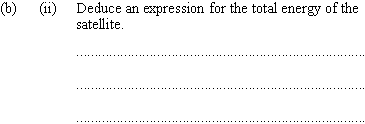 (b) (ii) Deduce an expression for the total energy of the
satellite.